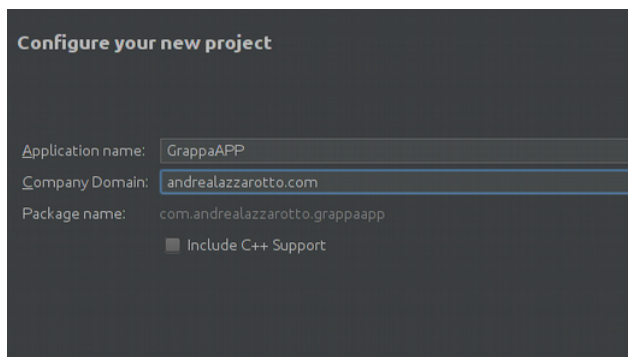 Configure your new project
Application name: GrappaAPP
Company Domain: andrealazzarotto.com
Package name: com.andrealazzarotto.grappaapp
Include C++ Support